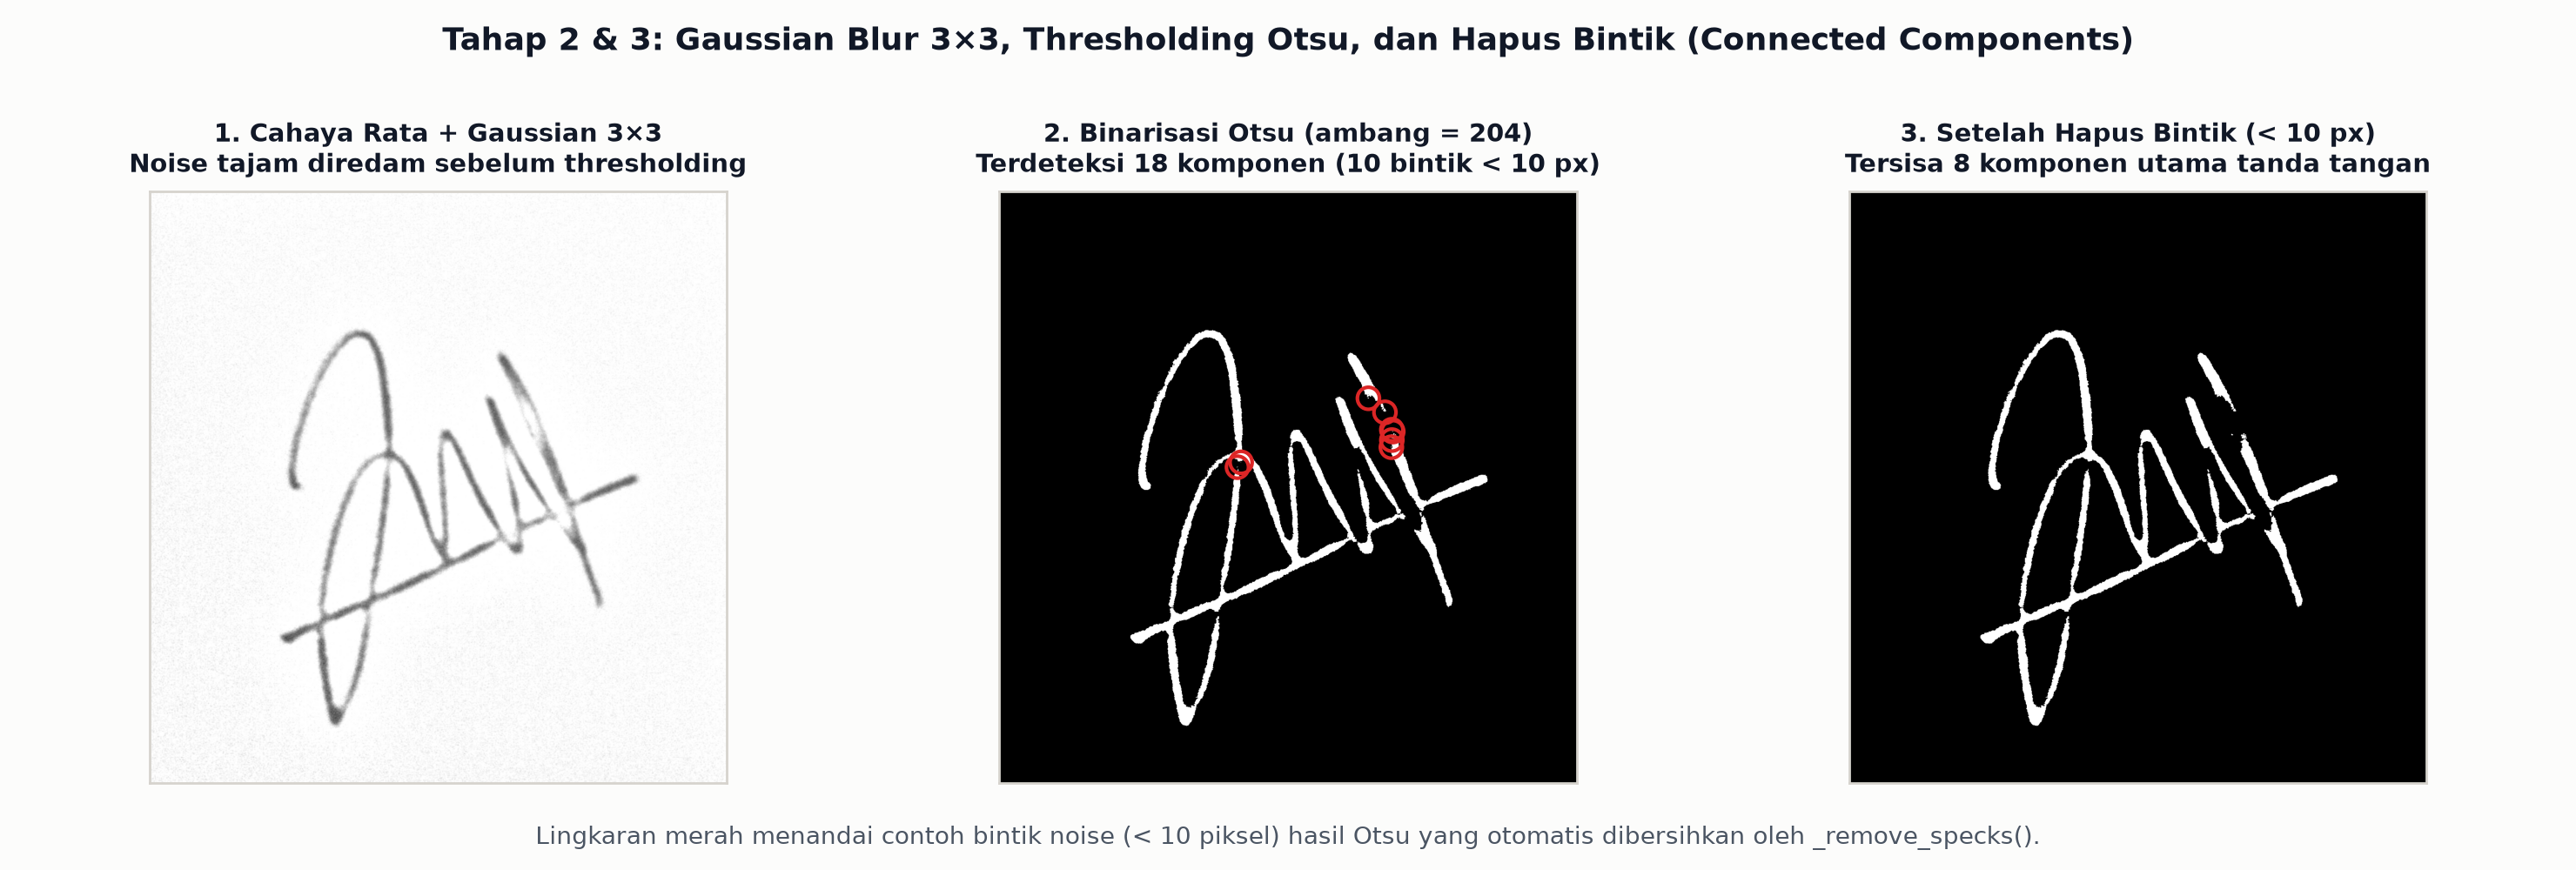 Tahap 2 & 3: Gaussian Blur 3×3, Thresholding Otsu, dan Hapus Bintik (Connected Components)
1. Cahaya Rata + Gaussian 3×3
Noise tajam diredam sebelum thresholding
2. Binarisasi Otsu (ambang = 204)
Terdeteksi 18 komponen (10 bintik < 10 px)
3. Setelah Hapus Bintik (< 10 px)
Tersisa 8 komponen utama tanda tangan
Lingkaran merah menandai contoh bintik noise (< 10 piksel) hasil Otsu yang otomatis dibersihkan oleh _remove_specks().